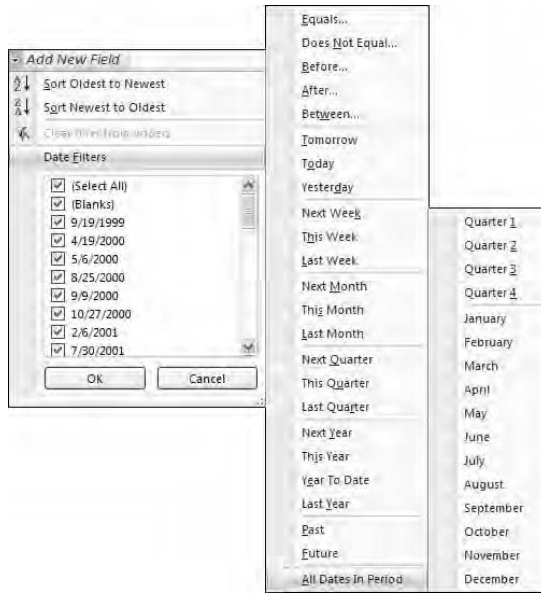 Add New Field
Sort Oldest to Newest
Sort Newest to Oldest
Date Filters
(Select All)
(Blanks)
9/19/1999
4/19/2000
5/6/2000
8/25/2000
9/9/2000
10/27/2000
2/6/2001
7/30/2001
OK
Cancel
Equals...
Does Not Equal...
Before...
After...
Between...
Tomorrow
Today
Yesterday
Next Week
This Week
Last Week
Next Month
This Month
Last Month
Next Quarter
This Quarter
Last Quarter
Next Year
This Year
Year To Date
Last Year
Past
Future
All Dates In Period
Quarter 1
Quarter 2
Quarter 3
Quarter 4
January
February
March
April
May
June
July
August
September
October
November
December